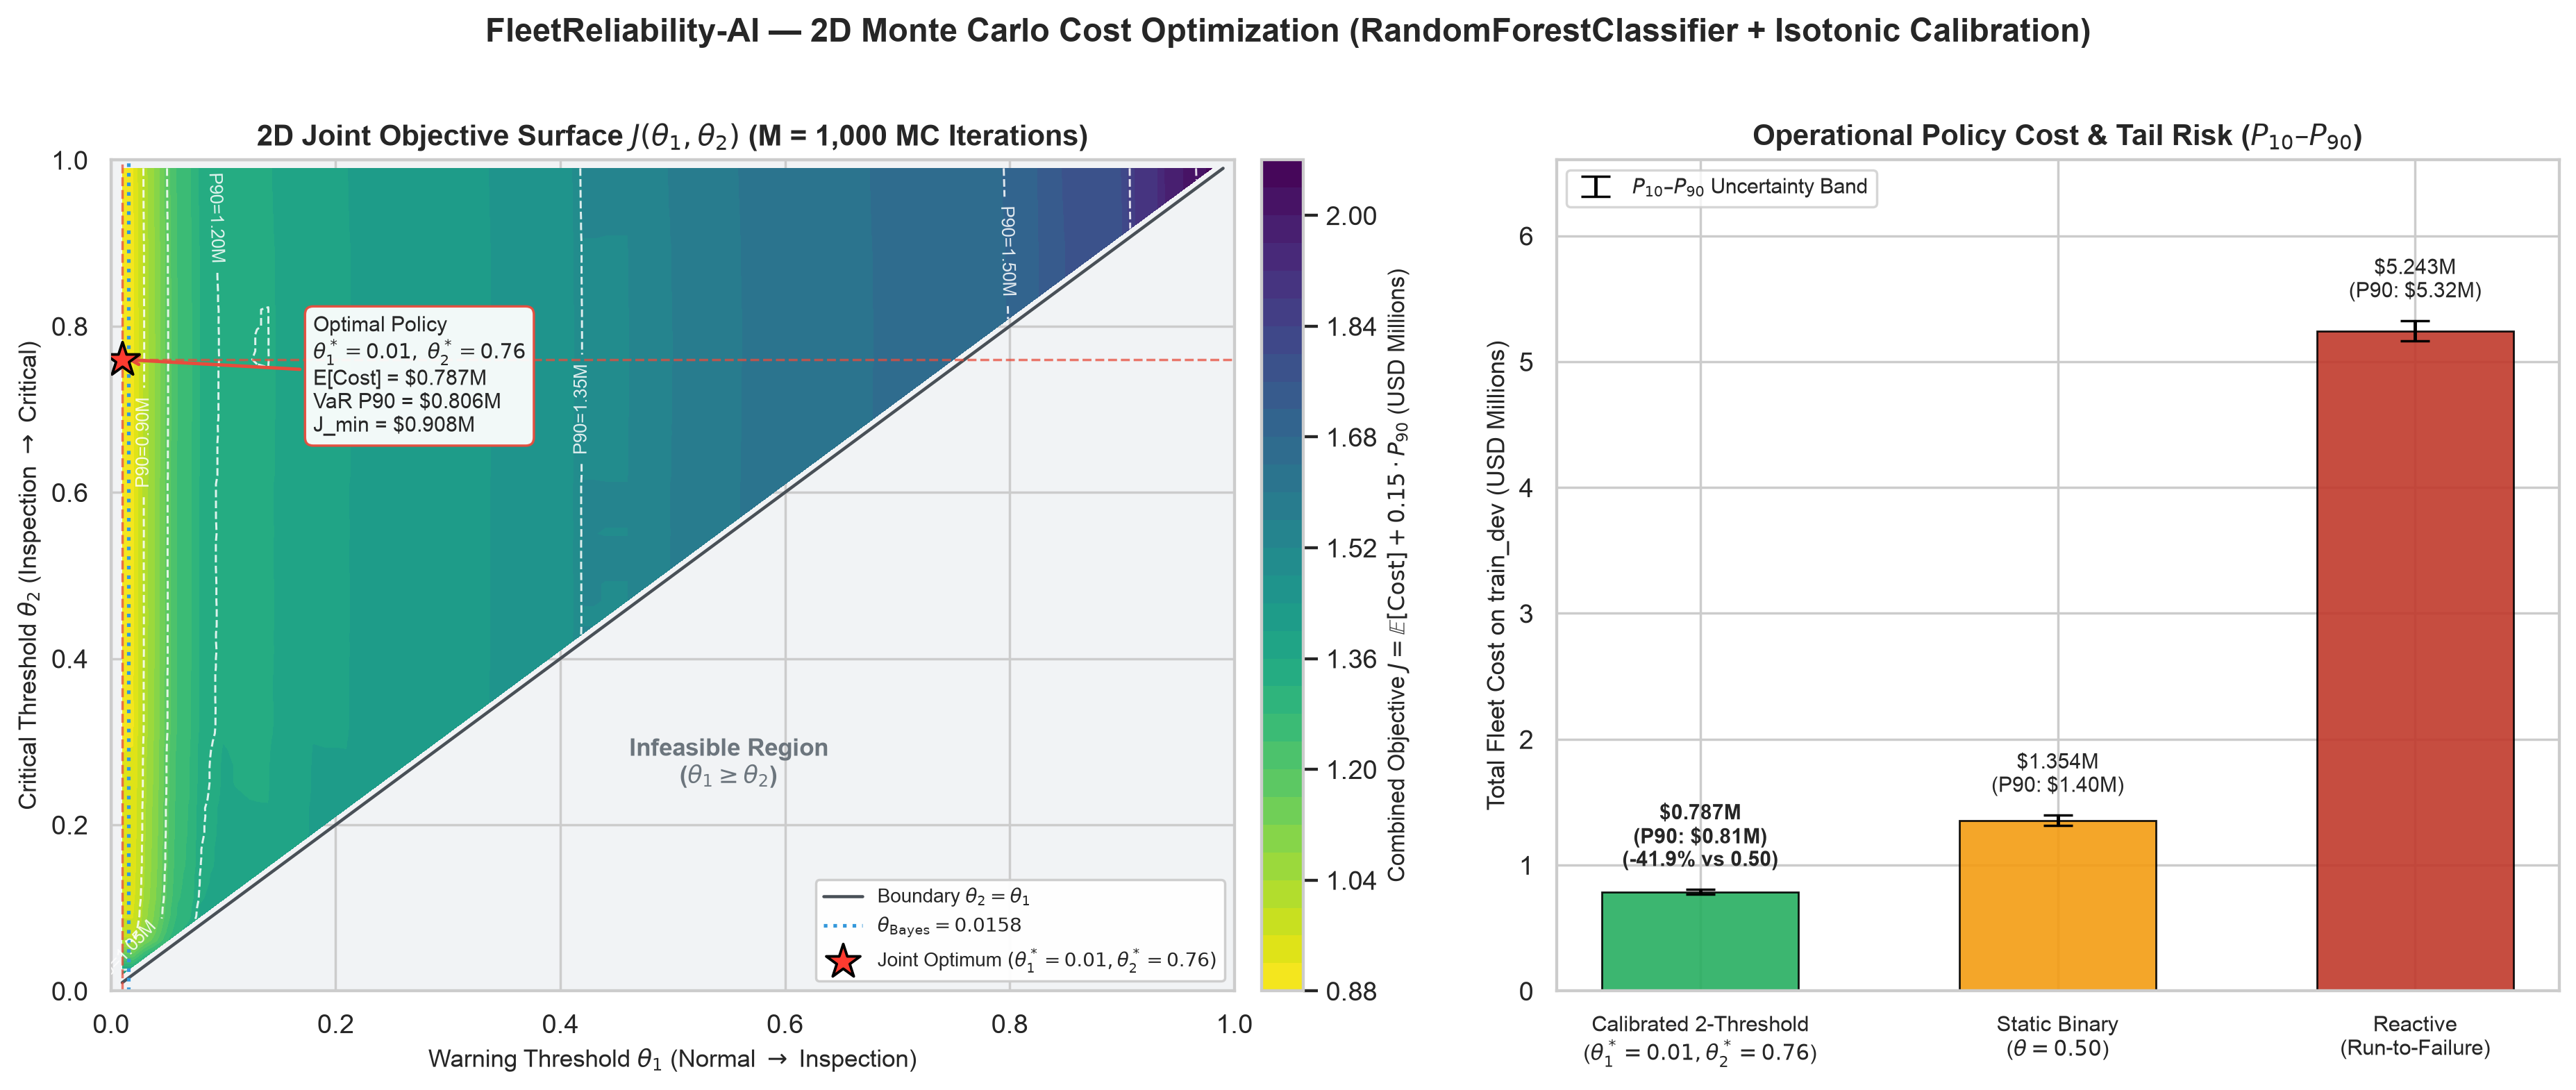 FleetReliability-AI — 2D Monte Carlo Cost Optimization (RandomForestClassifier + Isotonic Calibration)
2D Joint Objective Surface J(θ₁, θ₂) (M = 1,000 MC Iterations)
Critical Threshold θ₂ (Inspection → Critical)
1.0
0.8
0.6
0.4
0.2
0.0
P90=0.90M
P90=1.20M
P90=1.35M
P90=1.50M
.05M
Optimal Policy
θ₁* = 0.01, θ₂* = 0.76
E[Cost] = $0.787M
VaR P90 = $0.806M
J_min = $0.908M
Infeasible Region
(θ₁ ≥ θ₂)
Boundary θ₂ = θ₁
θBayes = 0.0158
Joint Optimum (θ₁* = 0.01, θ₂* = 0.76)
0.0
0.2
0.4
0.6
0.8
1.0
Warning Threshold θ₁ (Normal → Inspection)
2.00
1.84
1.68
1.52
1.36
1.20
1.04
0.88
Combined Objective J = 𝔼[Cost] + 0.15 · P₉₀ (USD Millions)
Operational Policy Cost & Tail Risk (P₁₀–P₉₀)
P₁₀–P₉₀ Uncertainty Band
Total Fleet Cost on train_dev (USD Millions)
6
5
4
3
2
1
0
$0.787M
(P90: $0.81M)
(-41.9% vs 0.50)
$1.354M
(P90: $1.40M)
$5.243M
(P90: $5.32M)
Calibrated 2-Threshold
(θ₁* = 0.01, θ₂* = 0.76)
Static Binary
(θ = 0.50)
Reactive
(Run-to-Failure)